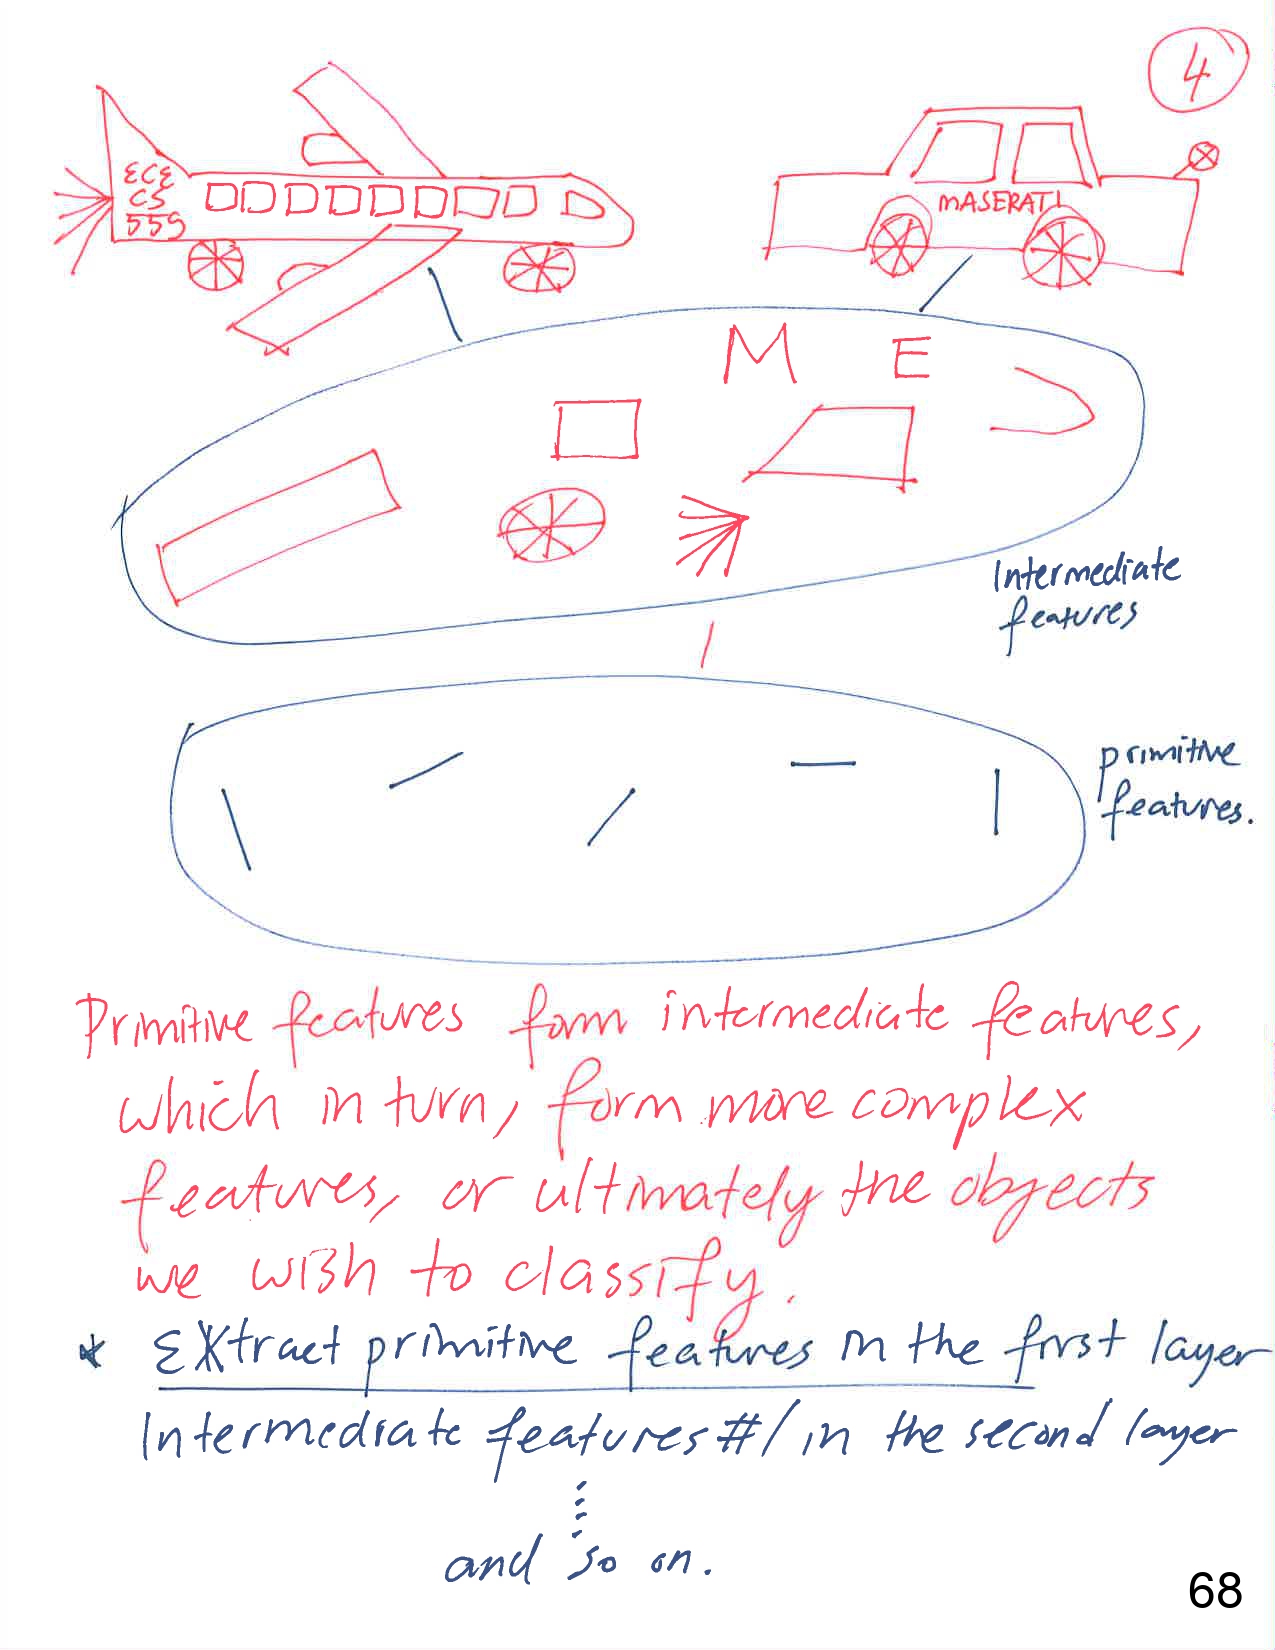 4
ECE
CS
559
MASERATI
M E
Intermediate
features
primitive
features.
Primitive features form intermediate features,
which in turn, form more complex
features, or ultimately the objects
we wish to classify.
* Extract primitive features in the first layer
Intermediate features #1 in the second layer
and so on.
68